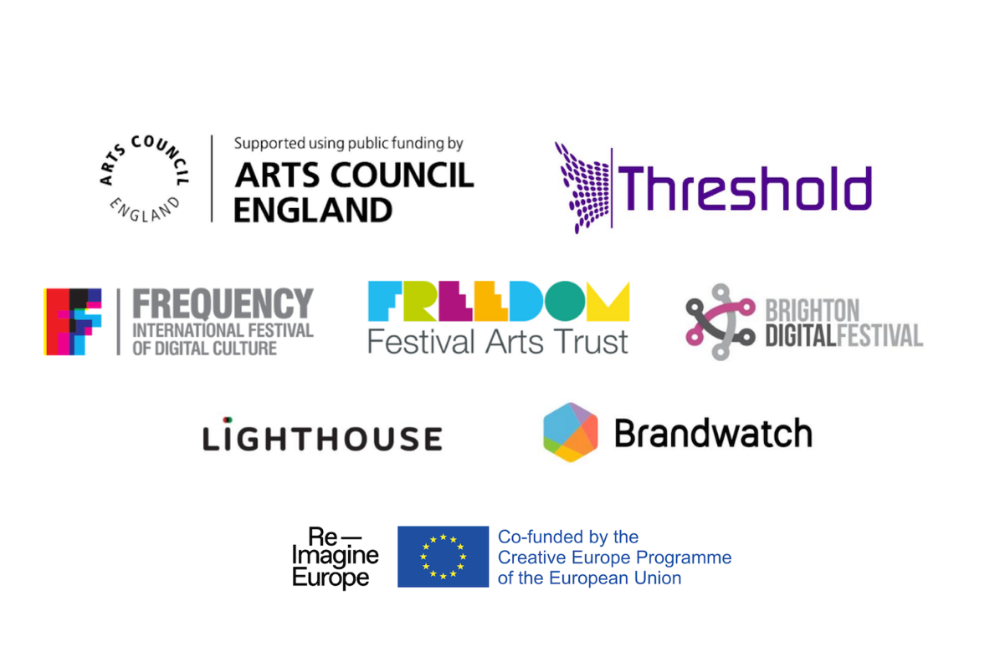 ARTS COUNCIL
ENGLAND
Supported using public funding by
ARTS COUNCIL
ENGLAND
Threshold
FREQUENCY
INTERNATIONAL FESTIVAL
OF DIGITAL CULTURE
FREEDOM
Festival Arts Trust
BRIGHTON
DIGITALFESTIVAL
LIGHTHOUSE
Brandwatch
Re—
Imagine
Europe
Co-funded by the
Creative Europe Programme
of the European Union